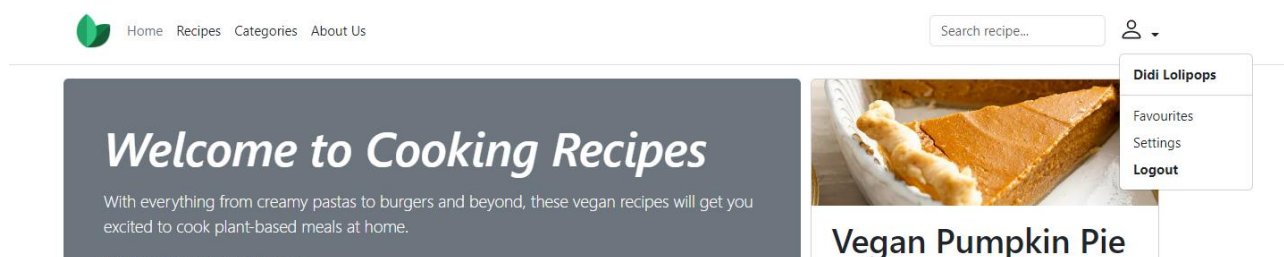 Home Recipes Categories About Us
Search recipe...
Didi Lolipops
Favourites
Settings
Logout
Welcome to Cooking Recipes
With everything from creamy pastas to burgers and beyond, these vegan recipes will get you
excited to cook plant-based meals at home.
Vegan Pumpkin Pie